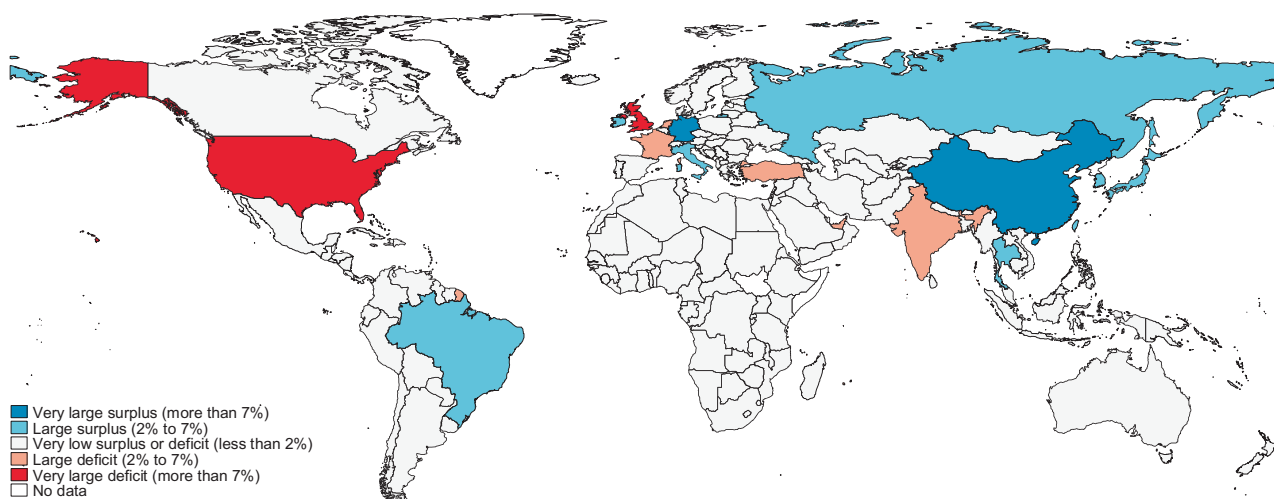 Very large surplus (more than 7%)
Large surplus (2% to 7%)
Very low surplus or deficit (less than 2%)
Large deficit (2% to 7%)
Very large deficit (more than 7%)
No data